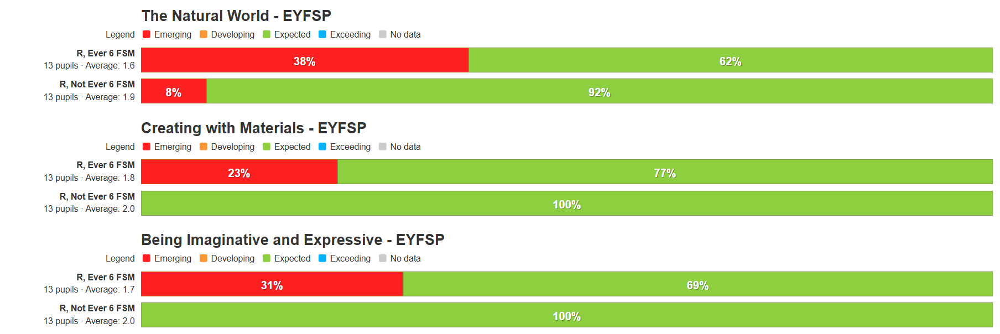 The Natural World - EYFSP
Legend Emerging Developing Expected Exceeding No data
R, Ever 6 FSM
13 pupils · Average: 1.6
38% 62%
R, Not Ever 6 FSM
13 pupils · Average: 1.9
8% 92%
Creating with Materials - EYFSP
Legend Emerging Developing Expected Exceeding No data
R, Ever 6 FSM
13 pupils · Average: 1.8
23% 77%
R, Not Ever 6 FSM
13 pupils · Average: 2.0
100%
Being Imaginative and Expressive - EYFSP
Legend Emerging Developing Expected Exceeding No data
R, Ever 6 FSM
13 pupils · Average: 1.7
31% 69%
R, Not Ever 6 FSM
13 pupils · Average: 2.0
100%